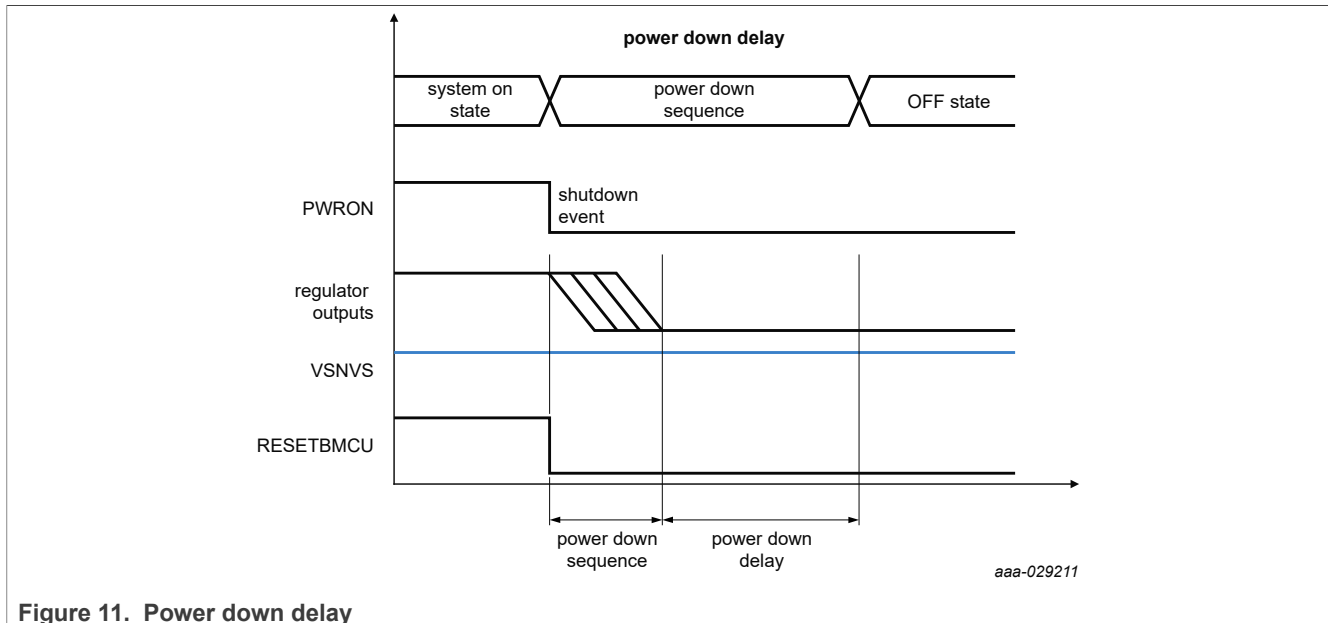 power down delay
system on
state
power down
sequence
OFF state
PWRON
shutdown
event
regulator
outputs
VSNVS
RESETBMCU
power down
sequence
power down
delay
aaa-029211
Figure 11. Power down delay